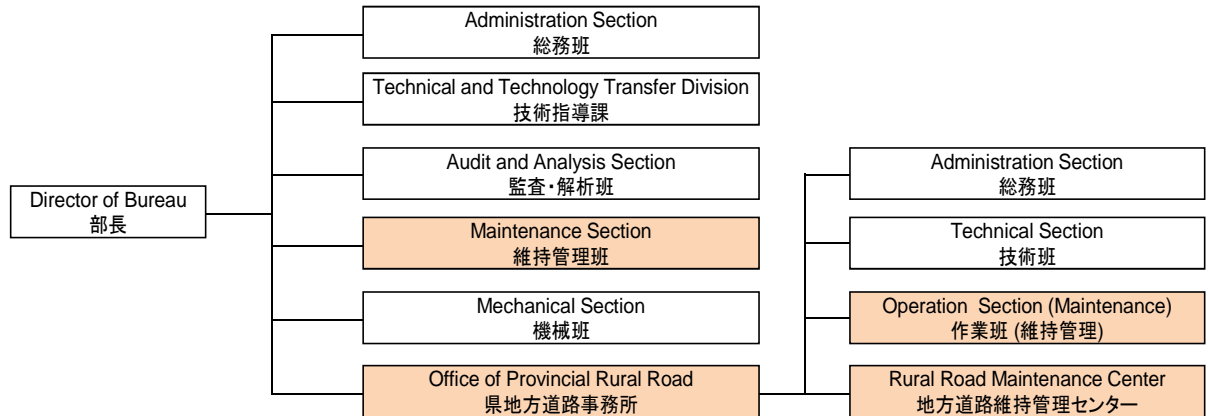 Director of Bureau
部長
Administration Section
総務班
Technical and Technology Transfer Division
技術指導課
Audit and Analysis Section
監査・解析班
Maintenance Section
維持管理班
Mechanical Section
機械班
Office of Provincial Rural Road
県地方道路事務所
Administration Section
総務班
Technical Section
技術班
Operation Section (Maintenance)
作業班 (維持管理)
Rural Road Maintenance Center
地方道路維持管理センター